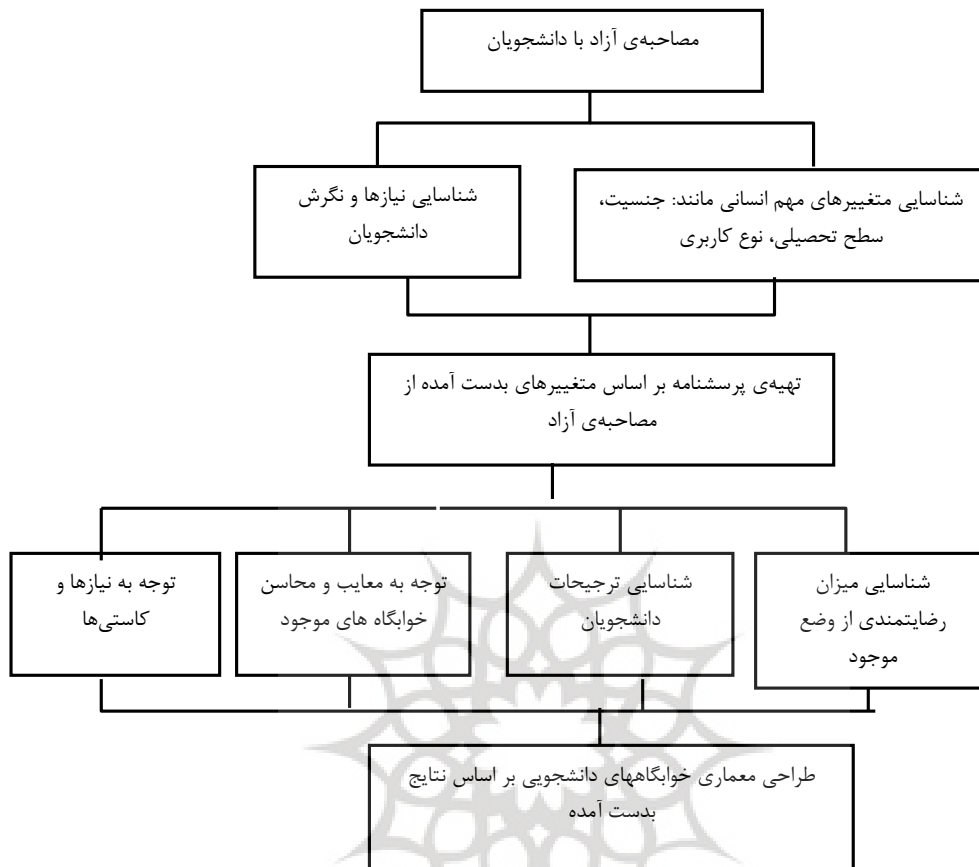 مصاحبه‌ی آزاد با دانشجویان
شناسایی متغییرهای مهم انسانی مانند: جنسیت،
سطح تحصیلی، نوع کاربری
شناسایی نیازها و نگرش
دانشجویان
تهیه‌ی پرسشنامه بر اساس متغییرهای بدست آمده از
مصاحبه‌ی آزاد
شناسایی میزان
رضایتمندی از وضع
موجود
شناسایی ترجیحات
دانشجویان
توجه به معایب و محاسن
خوابگاه های موجود
توجه به نیازها و
کاستی‌ها
طراحی معماری خوابگاههای دانشجویی بر اساس نتایج
بدست آمده